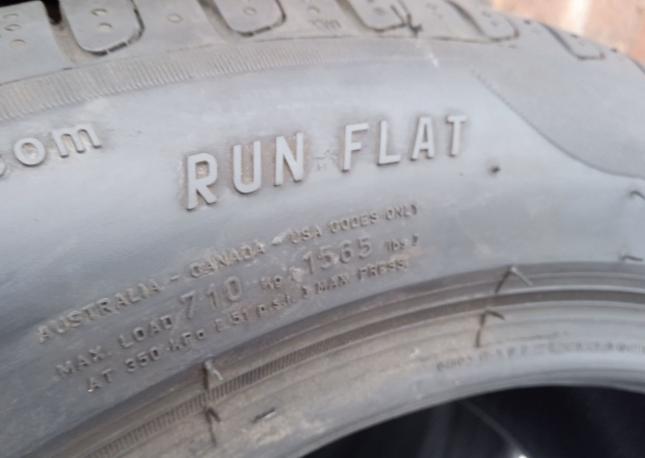 .com
RUN FLAT
AUSTRALIA - CANADA - USA CODES ONLY
MAX. LOAD 710 KG (1565 lbs)
AT 350 kPa (51 p.s.i.) MAX. PRESS.